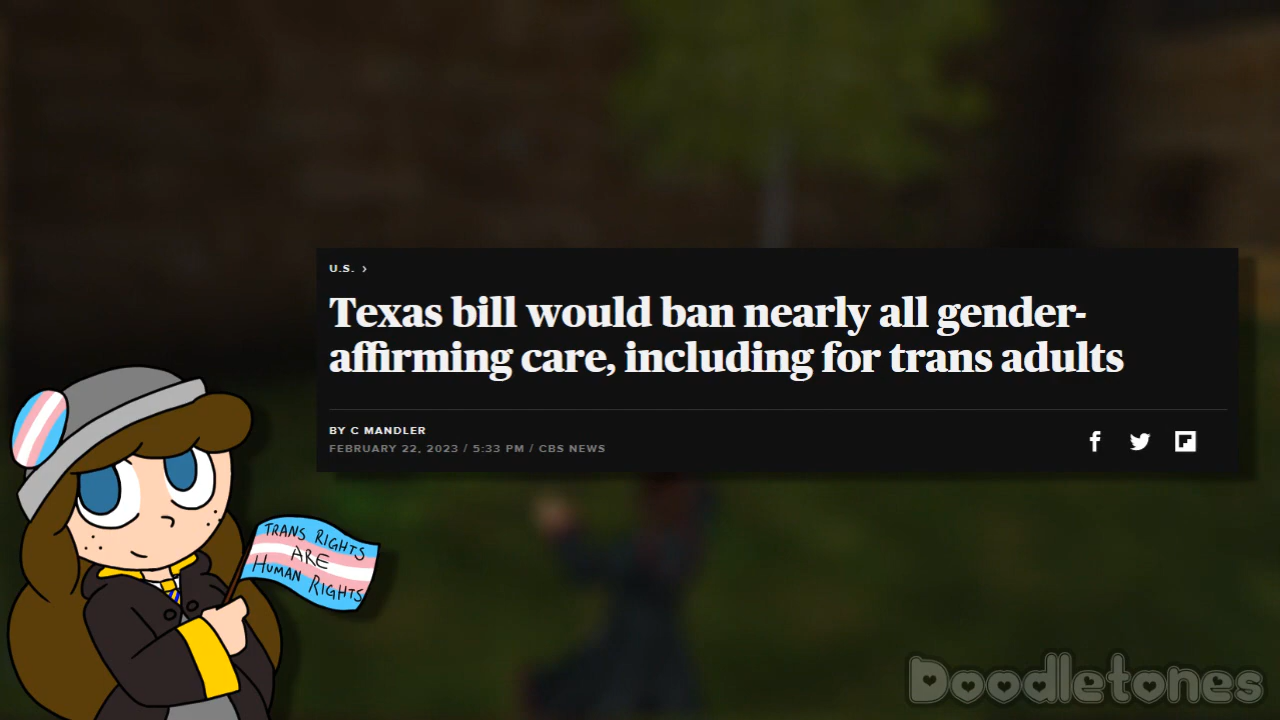 U.S. ›
Texas bill would ban nearly all gender-
affirming care, including for trans adults
BY C MANDLER
FEBRUARY 22, 2023 / 5:33 PM / CBS NEWS
TRANS RIGHTS
ARE
HUMAN RIGHTS
Doodletones